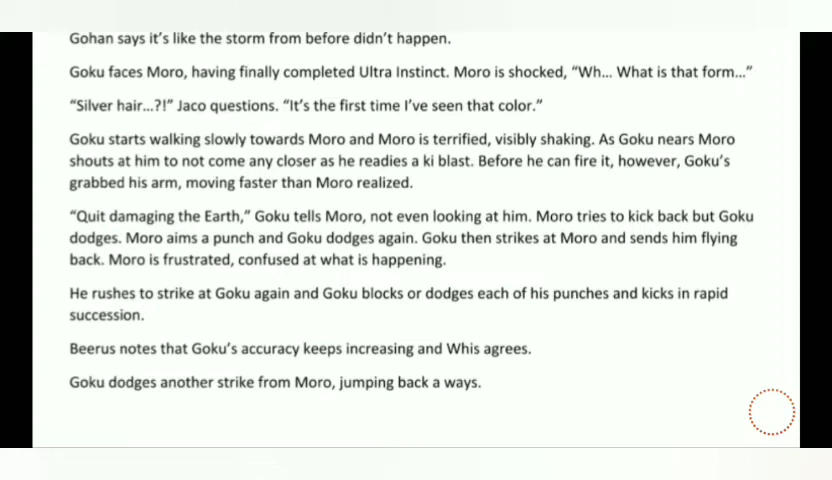 Gohan says it’s like the storm from before didn’t happen.
Goku faces Moro, having finally completed Ultra Instinct. Moro is shocked, “Wh... What is that form...”
“Silver hair...?!” Jaco questions. “It’s the first time I’ve seen that color.”
Goku starts walking slowly towards Moro and Moro is terrified, visibly shaking. As Goku nears Moro
shouts at him to not come any closer as he readies a ki blast. Before he can fire it, however, Goku’s
grabbed his arm, moving faster than Moro realized.
“Quit damaging the Earth,” Goku tells Moro, not even looking at him. Moro tries to kick back but Goku
dodges. Moro aims a punch and Goku dodges again. Goku then strikes at Moro and sends him flying
back. Moro is frustrated, confused at what is happening.
He rushes to strike at Goku again and Goku blocks or dodges each of his punches and kicks in rapid
succession.
Beerus notes that Goku’s accuracy keeps increasing and Whis agrees.
Goku dodges another strike from Moro, jumping back a ways.